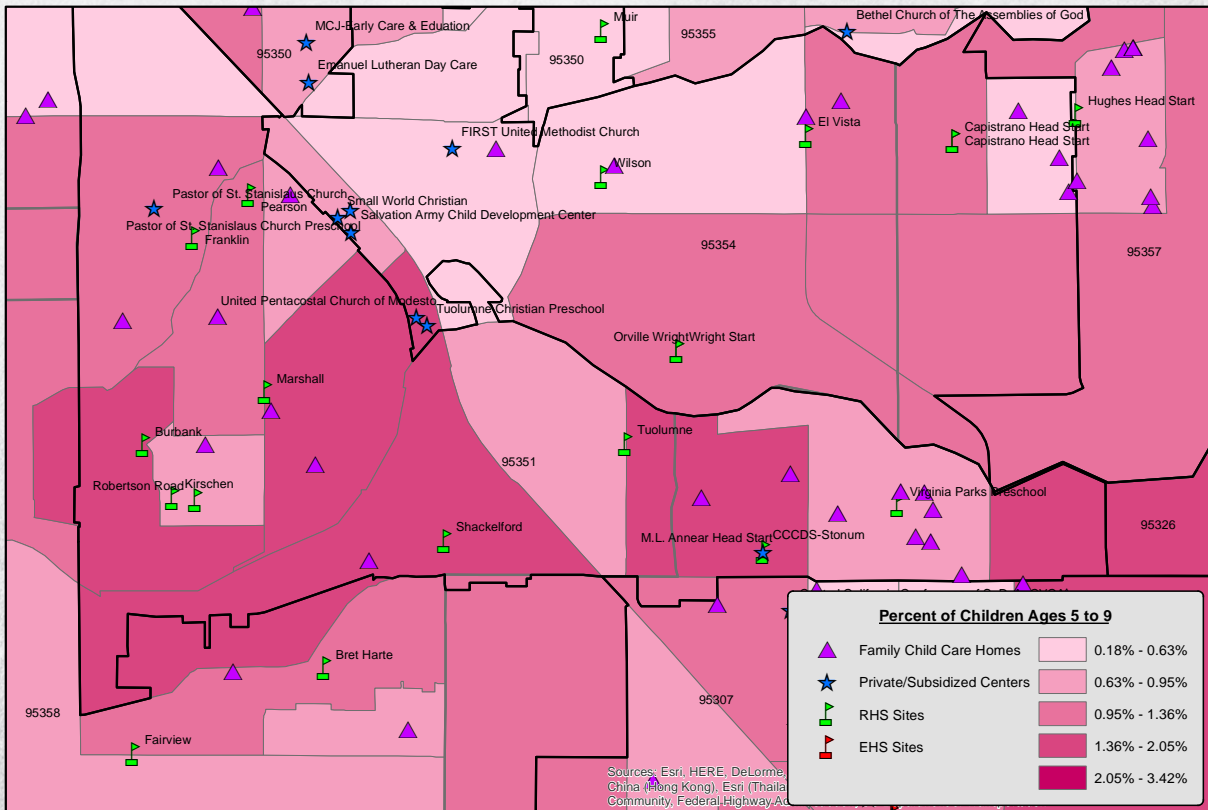 Muir
Bethel Church of The Assemblies of God
MCJ-Early Care & Eduation
95355
95350
95350
Emanuel Lutheran Day Care
Hughes Head Start
El Vista
FIRST United Methodist Church
Capistrano Head Start
Capistrano Head Start
Wilson
Pastor of St. Stanislaus Church
Small World Christian
Pearson
Salvation Army Child Development Center
Pastor of St. Stanislaus Church Preschool
Franklin
95354
95357
United Pentacostal Church of Modesto
Tuolumne Christian Preschool
Orville WrightWright Start
Marshall
Burbank
Tuolumne
95351
Robertson Road
Kirschen
Virginia Parks Preschool
Shackelford
M.L. Annear Head Start
CCCDS-Stonum
95326
Bret Harte
95307
95358
Fairview
Percent of Children Ages 5 to 9
Family Child Care Homes
0.18% - 0.63%
Private/Subsidized Centers
0.63% - 0.95%
RHS Sites
0.95% - 1.36%
EHS Sites
1.36% - 2.05%
2.05% - 3.42%
Sources: Esri, HERE, DeLorme,
China (Hong Kong), Esri (Thaila
Community, Federal Highway Ad